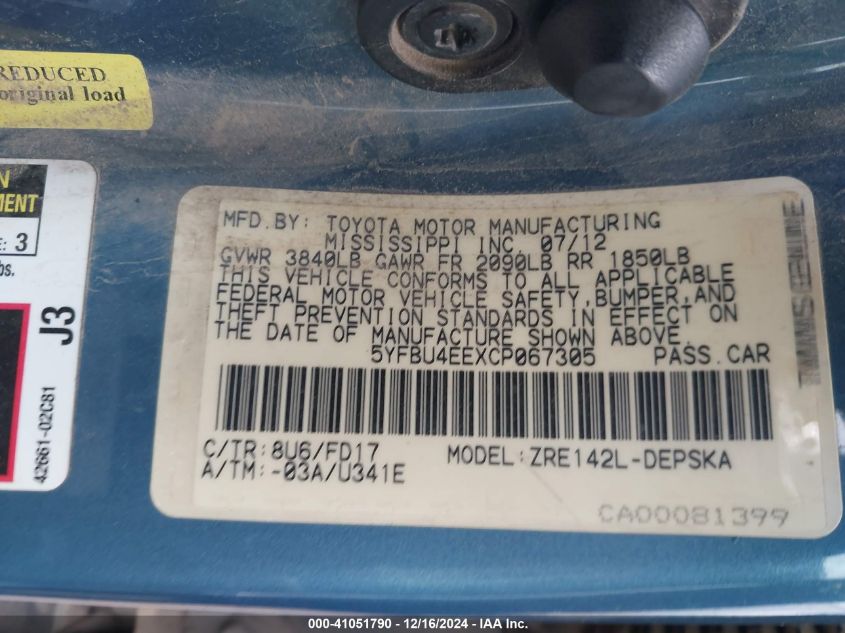 REDUCED
original load
N
MENT
E: 3
bs.
J3
42661-02C81
MFD.BY: TOYOTA MOTOR MANUFACTURING
MISSISSIPPI INC. 07/12
GVWR 3840LB GAWR FR 2090LB RR 1850LB
THIS VEHICLE CONFORMS TO ALL APPLICABLE
FEDERAL MOTOR VEHICLE SAFETY,BUMPER,AND
THEFT PREVENTION STANDARDS IN EFFECT ON
THE DATE OF MANUFACTURE SHOWN ABOVE.
5YFBU4EEXCP067305 PASS.CAR
C/TR:8U6/FD17 MODEL:ZRE142L-DEPSKA
A/TM:-03A/U341E
CA00081399
000-41051790 - 12/16/2024 - IAA Inc.